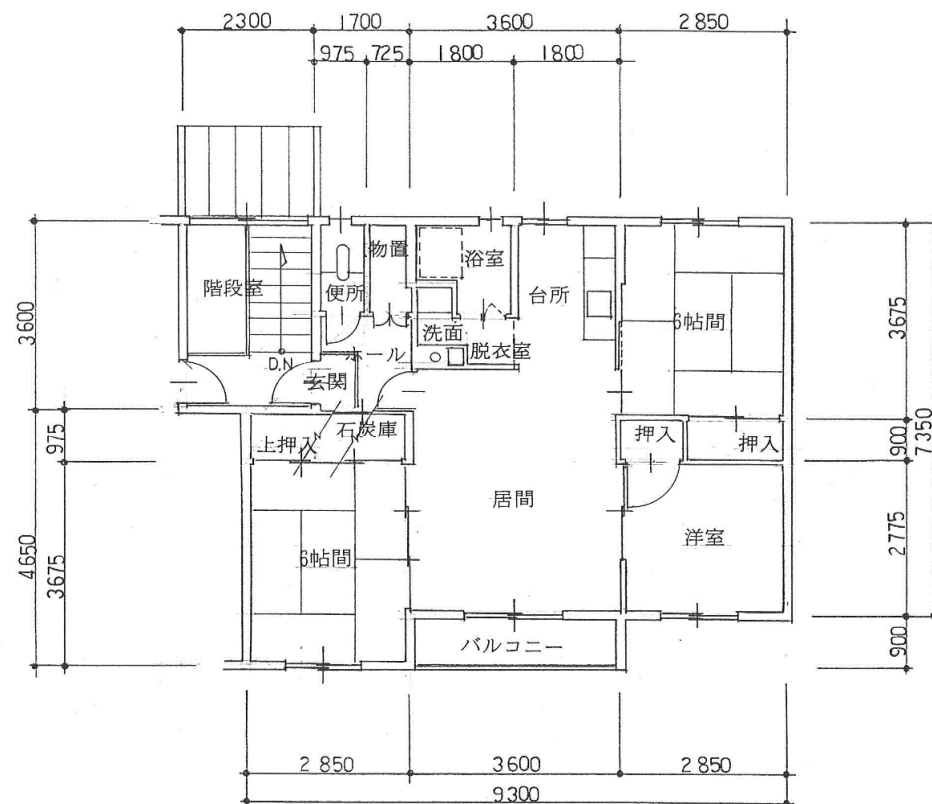 2300
1700
3600
2850
975
725
1800
1800
物置
浴室
階段室
便所
台所
6帖間
洗面
脱衣室
ホール
D.N
玄関
石炭庫
上押入
押入
押入
居間
洋室
6帖間
バルコニー
3600
975
4650
3675
3675
900
7350
2775
900
2850
3600
2850
9300